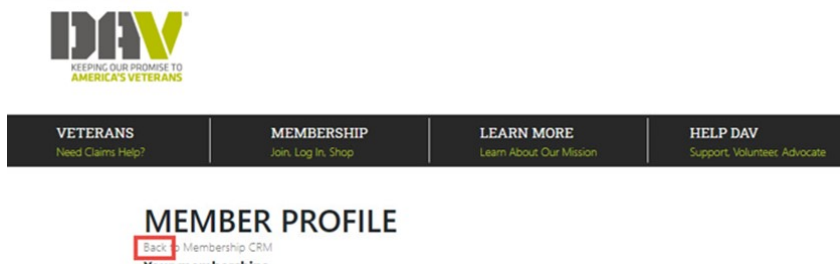 DAV
KEEPING OUR PROMISE TO
AMERICA'S VETERANS
VETERANS
Need Claims Help?
MEMBERSHIP
Join, Log In, Shop
LEARN MORE
Learn About Our Mission
HELP DAV
Support, Volunteer, Advocate
MEMBER PROFILE
Back to Membership CRM